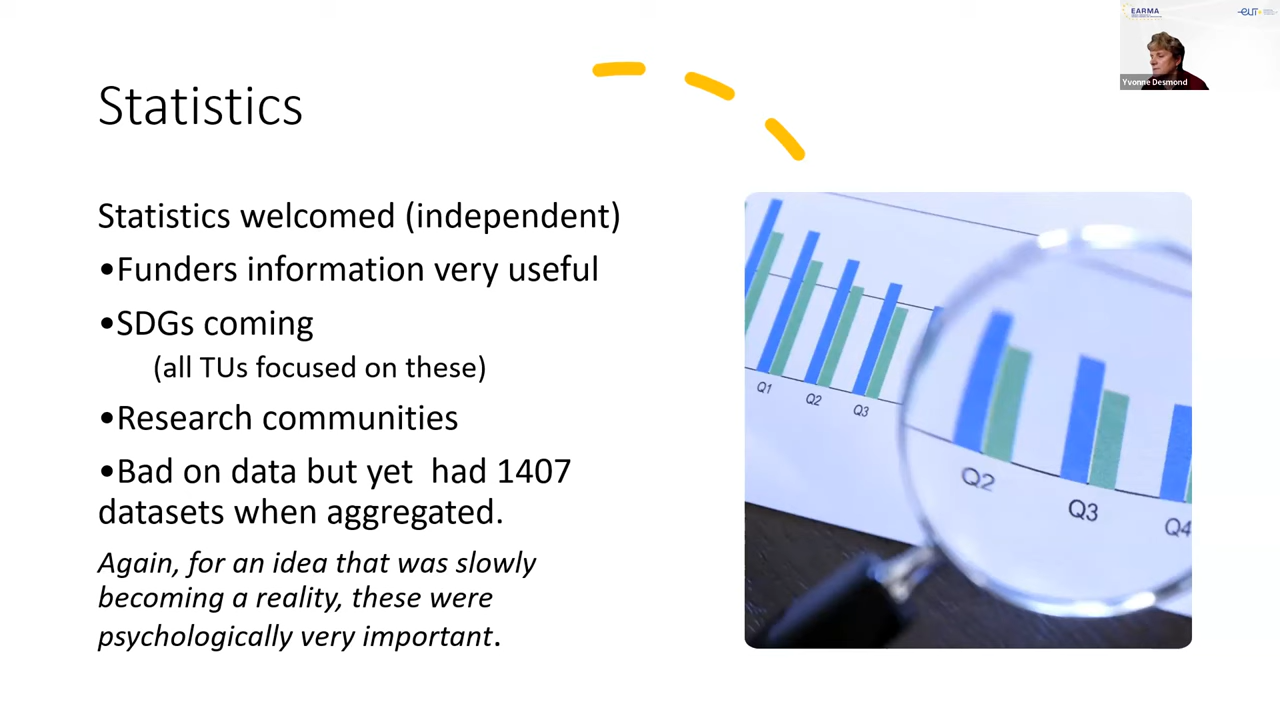 EARMA
eut
Yvonne Desmond
Statistics
Statistics welcomed (independent)
•Funders information very useful
•SDGs coming
(all TUs focused on these)
•Research communities
•Bad on data but yet  had 1407
datasets when aggregated.
Again, for an idea that was slowly
becoming a reality, these were
psychologically very important.
Q1
Q2
Q3
Q2
Q3
Q4